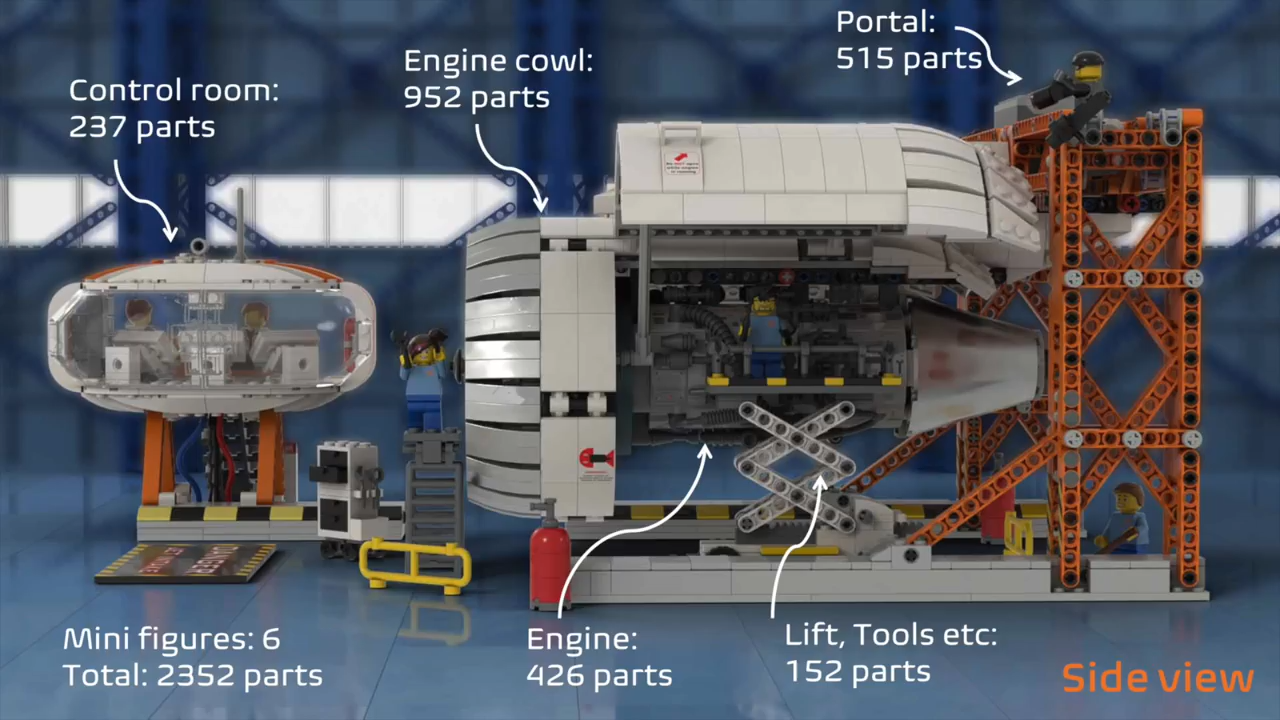 Portal:
515 parts
Engine cowl:
952 parts
Control room:
237 parts
Mini figures: 6
Total: 2352 parts
Engine:
426 parts
Lift, Tools etc:
152 parts
Side view